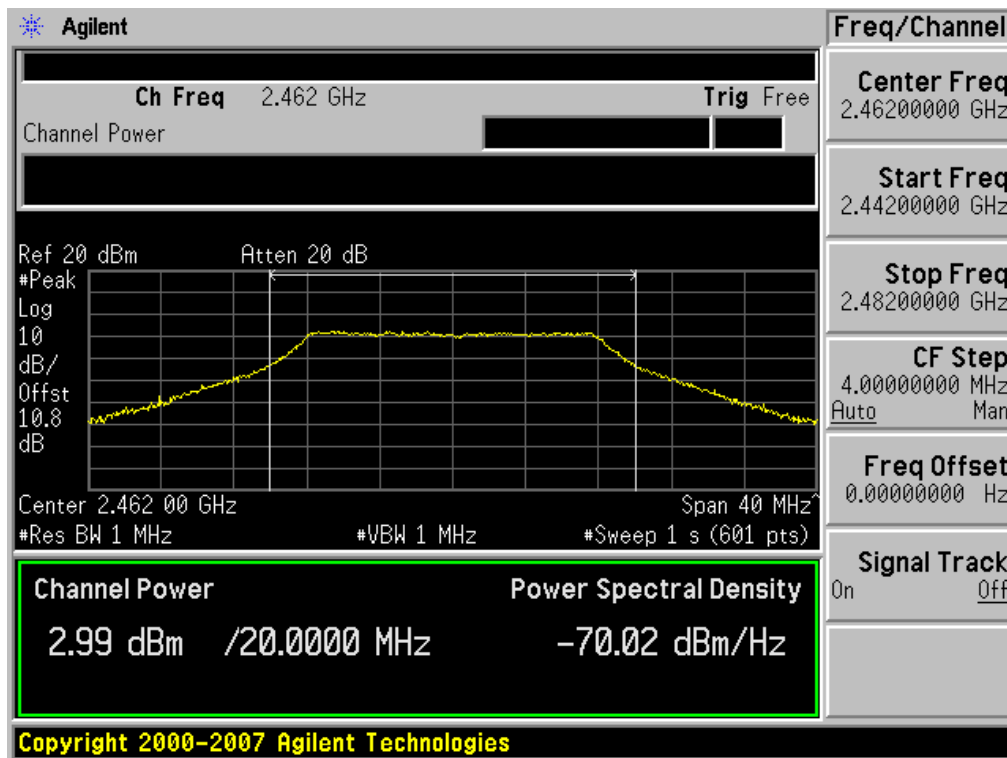 Agilent
Freq/Channel
Ch Freq 2.462 GHz Trig Free
Channel Power
Center Freq
2.46200000 GHz
Start Freq
2.44200000 GHz
Stop Freq
2.48200000 GHz
CF Step
4.00000000 MHz
Auto Man
Freq Offset
0.00000000 Hz
Signal Track
On Off
Ref 20 dBm Atten 20 dB
#Peak
Log
10
dB/
Offst
10.8
dB
Center 2.462 00 GHz Span 40 MHz^
#Res BW 1 MHz #VBW 1 MHz #Sweep 1 s (601 pts)
Channel Power Power Spectral Density
2.99 dBm /20.0000 MHz -70.02 dBm/Hz
Copyright 2000-2007 Agilent Technologies